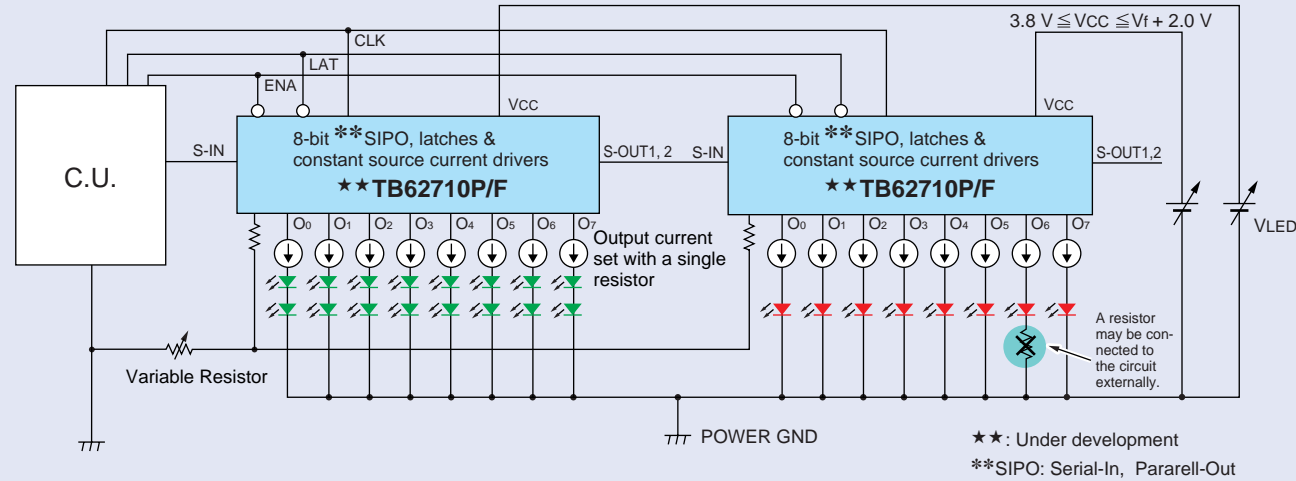 3.8 V ≦ VCC ≦ Vf + 2.0 V
CLK
LAT
ENA
VCC
VCC
C.U.
S-IN
8-bit **SIPO, latches &
constant source current drivers
★★TB62710P/F
S-OUT1, 2
S-IN
8-bit **SIPO, latches &
constant source current drivers
★★TB62710P/F
S-OUT1,2
VLED
O0 O1 O2 O3 O4 O5 O6 O7
Output current
set with a single
resistor
O0 O1 O2 O3 O4 O5 O6 O7
A resistor
may be con-
nected to
the circuit
externally.
Variable Resistor
POWER GND
★★: Under development
**SIPO: Serial-In, Pararell-Out